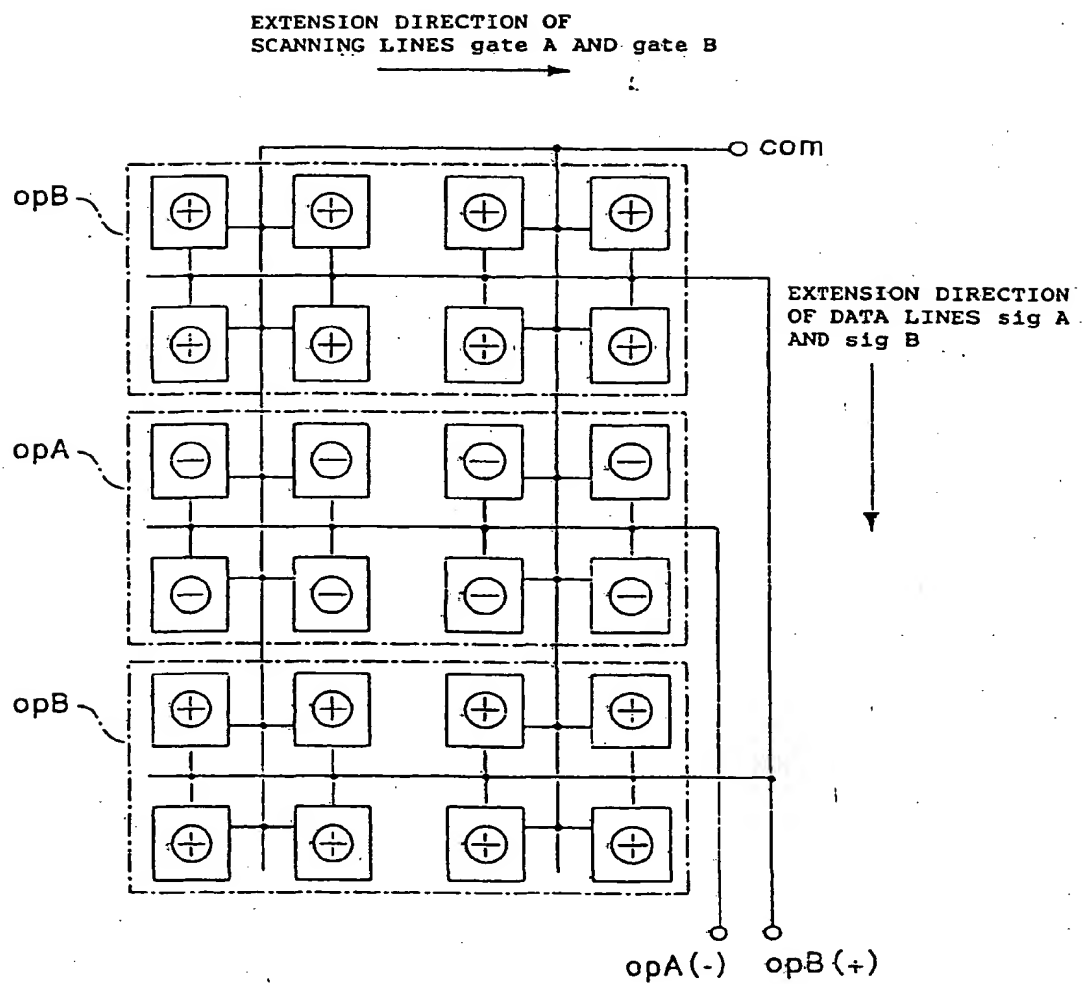 EXTENSION DIRECTION OF
SCANNING LINES gate A AND gate B
com
opB
EXTENSION DIRECTION
OF DATA LINES sig A
AND sig B
opA
opB
opA(-) opB(+)